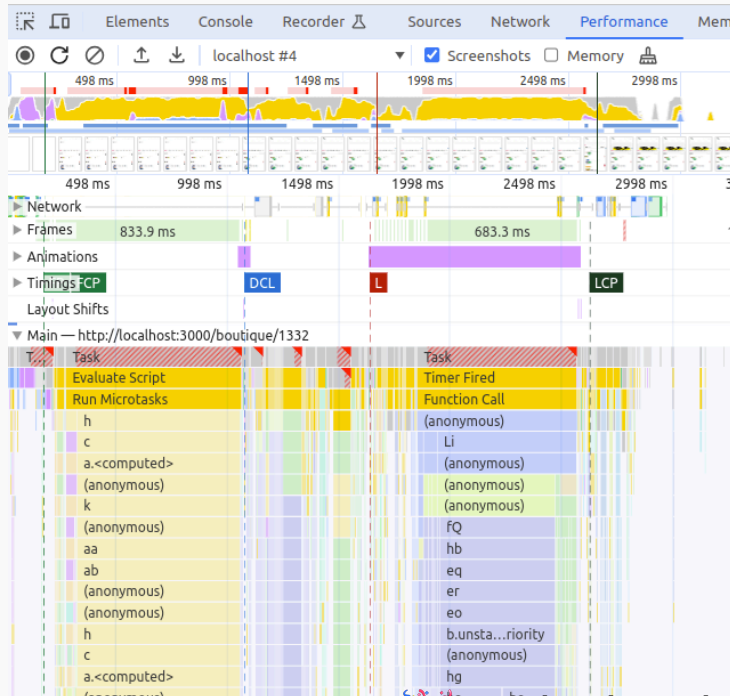 Elements Console Recorder Sources Network Performance Mem
localhost #4 Screenshots Memory
498 ms 998 ms 1498 ms 1998 ms 2498 ms 2998 ms
498 ms 998 ms 1498 ms 1998 ms 2498 ms 2998 ms 3
Network
Frames 833.9 ms 683.3 ms
Animations
Timings FCP DCL L LCP
Layout Shifts
Main — http://localhost:3000/boutique/1332
T... Task Task
Evaluate Script Timer Fired
Run Microtasks Function Call
h (anonymous)
c Li
a.<computed> (anonymous)
(anonymous) (anonymous)
k (anonymous)
(anonymous) fQ
aa hb
ab eq
(anonymous) er
(anonymous) eo
h b.unsta...riority
c (anonymous)
a.<computed> hg